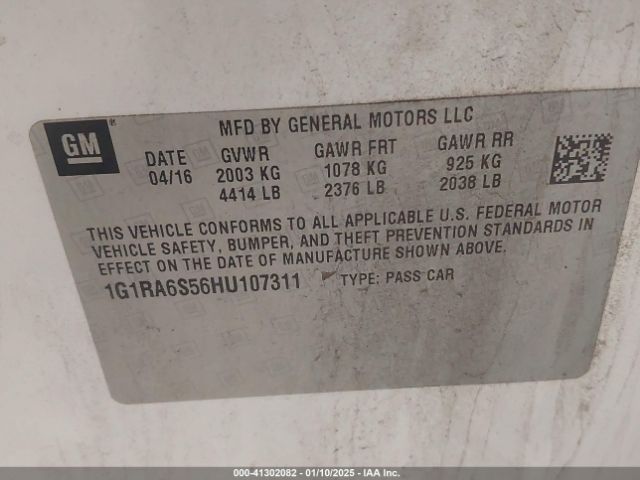 GM
MFD BY GENERAL MOTORS LLC
DATE GVWR GAWR FRT GAWR RR
04/16 2003 KG 1078 KG 925 KG
4414 LB 2376 LB 2038 LB
THIS VEHICLE CONFORMS TO ALL APPLICABLE U.S. FEDERAL MOTOR
VEHICLE SAFETY, BUMPER, AND THEFT PREVENTION STANDARDS IN
EFFECT ON THE DATE OF MANUFACTURE SHOWN ABOVE.
1G1RA6S56HU107311 TYPE: PASS CAR
000-41302082 - 01/10/2025 - IAA Inc.